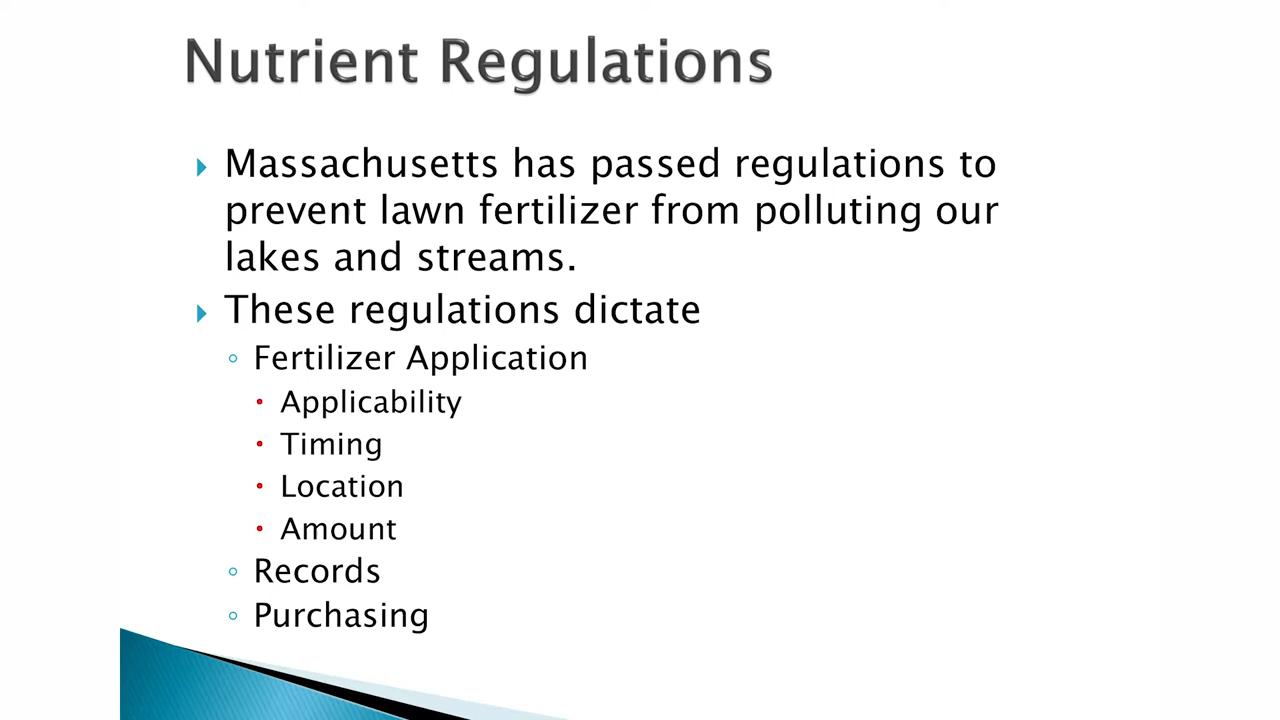 Nutrient Regulations
Massachusetts has passed regulations to
prevent lawn fertilizer from polluting our
lakes and streams.
These regulations dictate
Fertilizer Application
Applicability
Timing
Location
Amount
Records
Purchasing